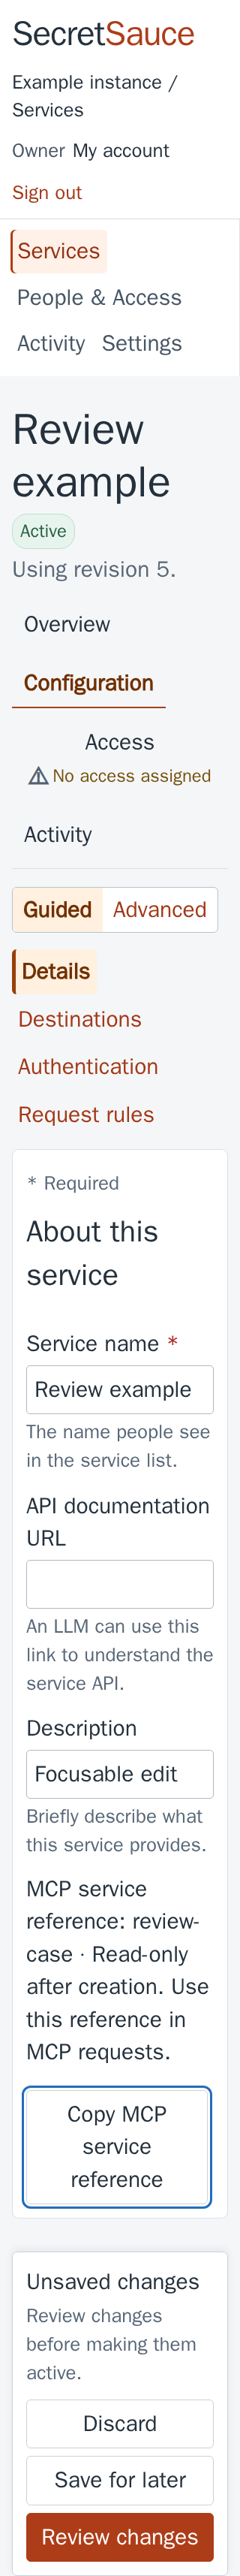 SecretSauce
Example instance /
Services
Owner My account
Sign out
Services
People & Access
Activity Settings
Review
example
Active
Using revision 5.
Overview
Configuration
Access
No access assigned
Activity
Guided Advanced
Details
Destinations
Authentication
Request rules
* Required
About this
service
Service name *
Review example
The name people see
in the service list.
API documentation
URL
An LLM can use this
link to understand the
service API.
Description
Focusable edit
Briefly describe what
this service provides.
MCP service
reference: review-
case · Read-only
after creation. Use
this reference in
MCP requests.
Copy MCP
service
reference
Unsaved changes
Review changes
before making them
active.
Discard
Save for later
Review changes